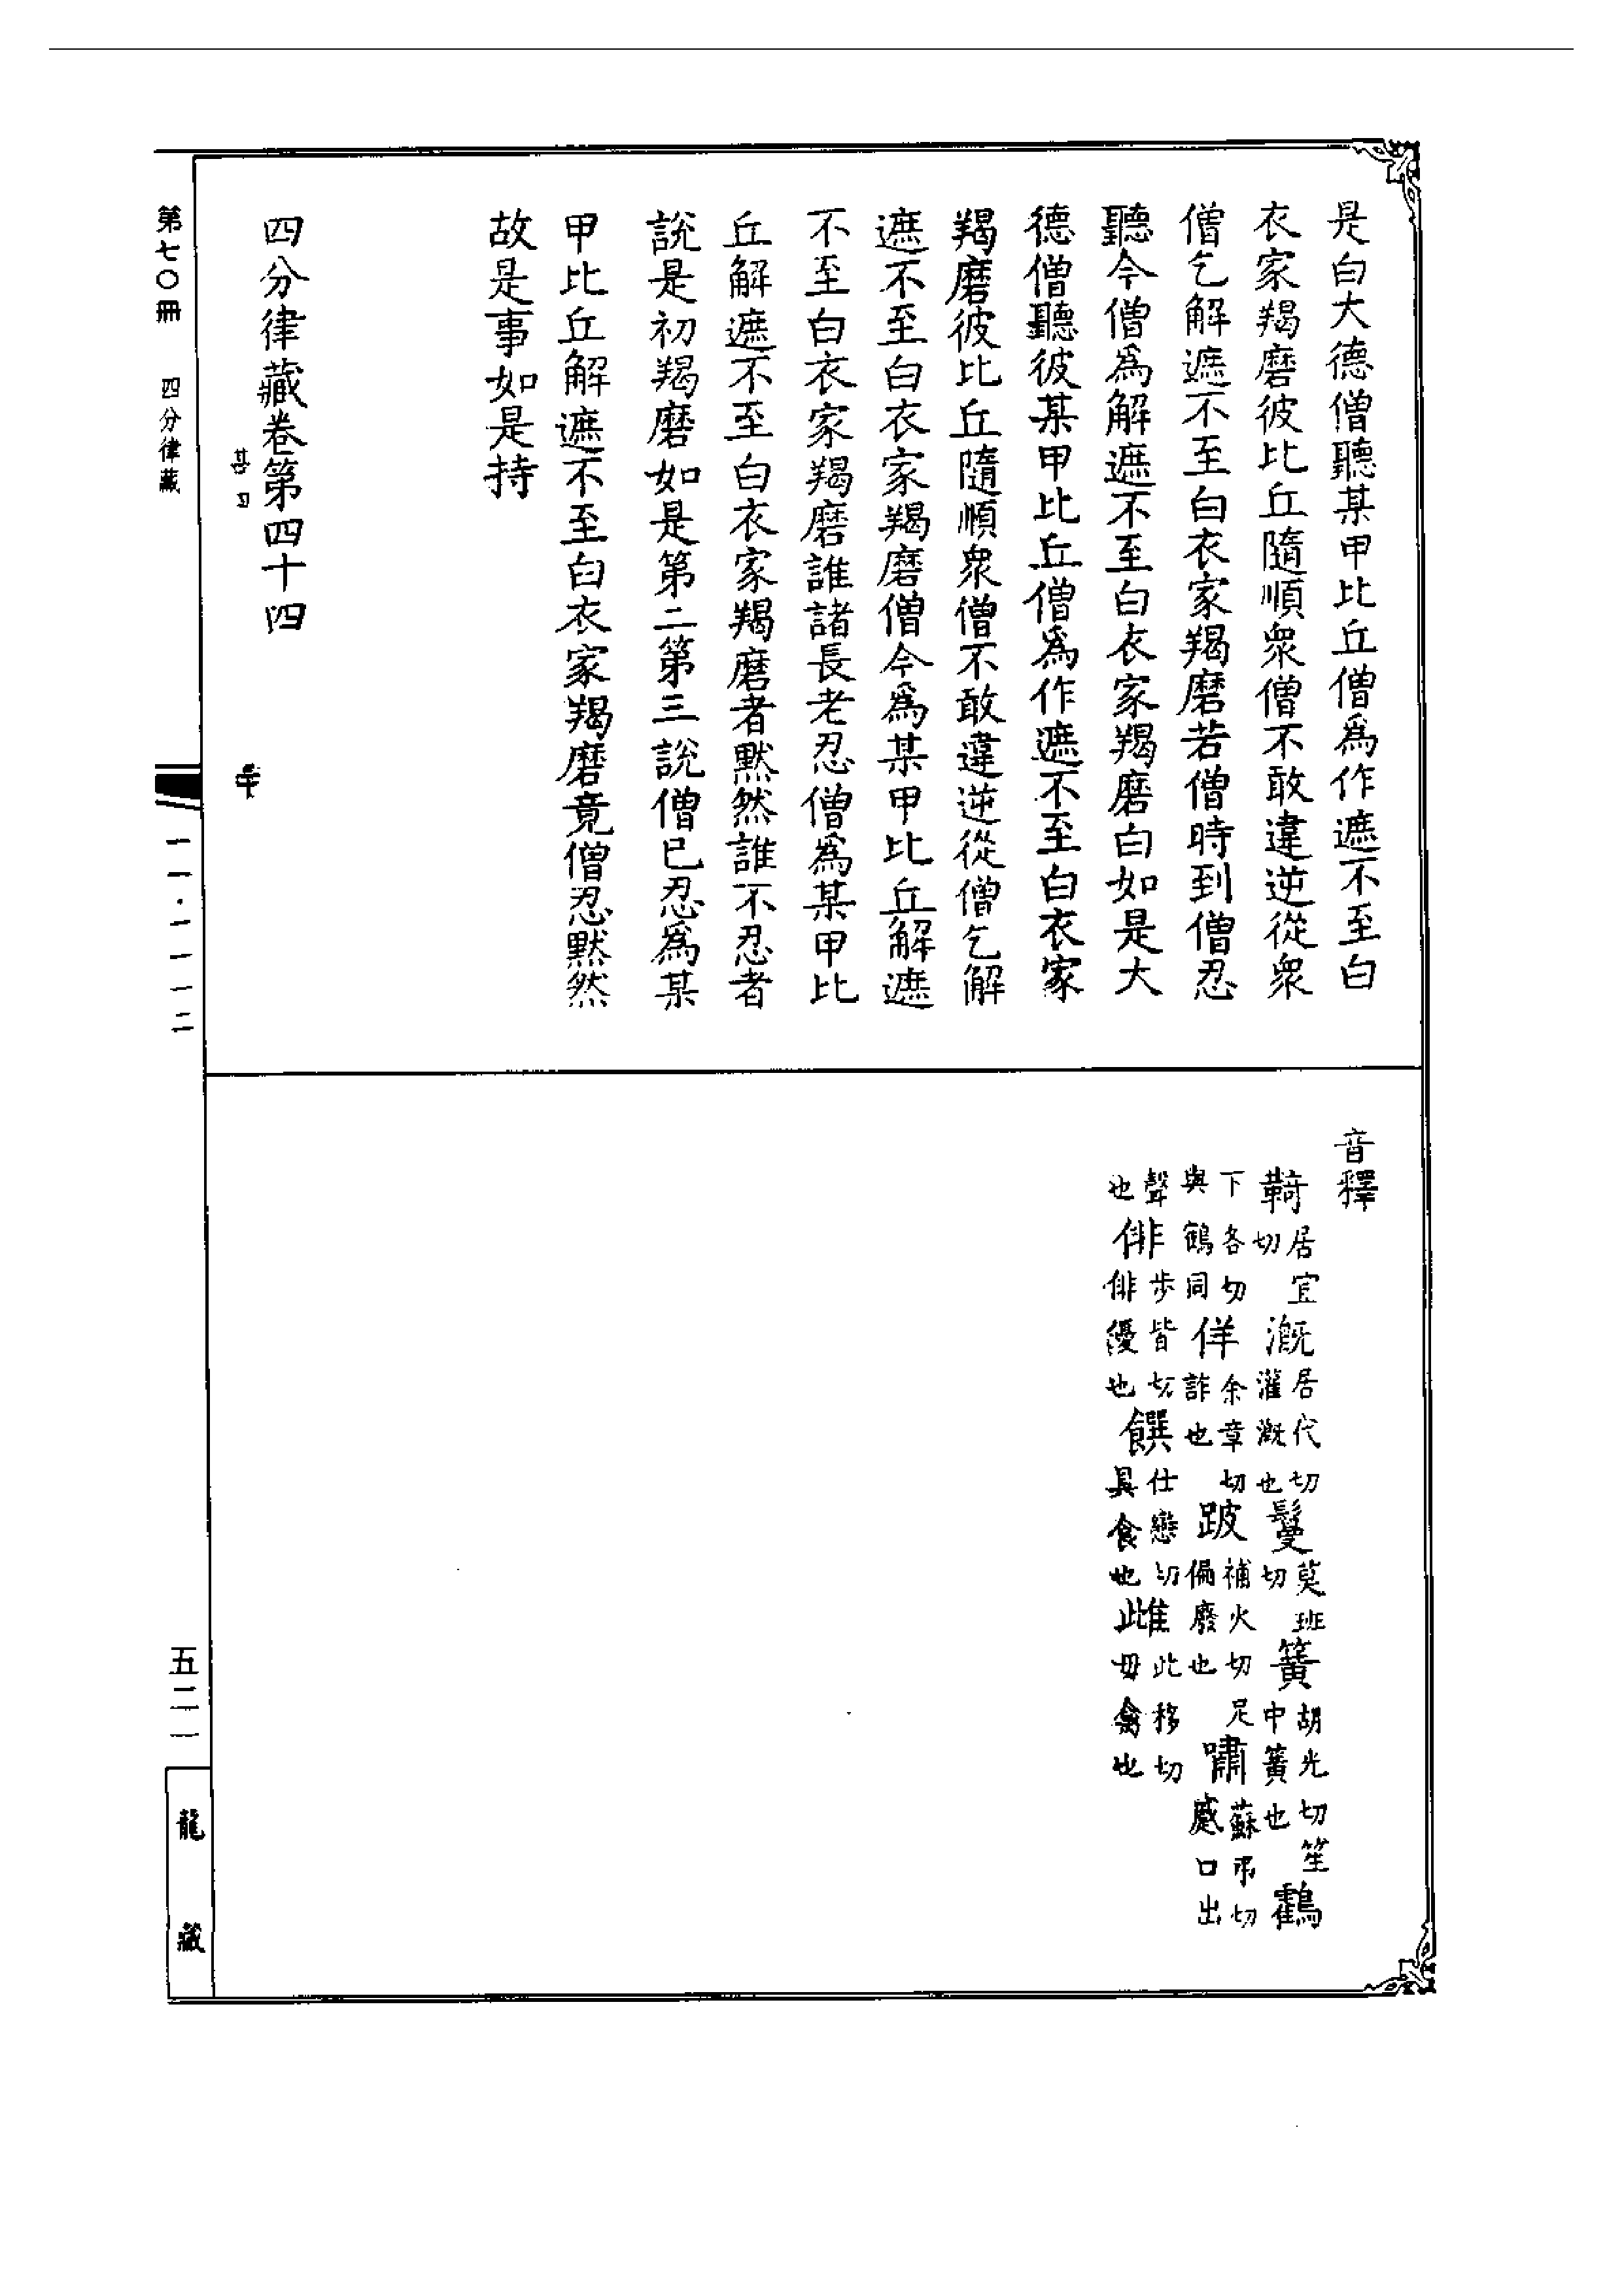 是白大德僧聽某甲比丘僧爲作遮不至白
衣家羯磨彼比丘隨順衆僧不敢違逆從衆
僧乞解遮不至白衣家羯磨若僧時到僧忍
聽今僧爲解遮不至白衣家羯磨白如是大
德僧聽彼某甲比丘僧爲作遮不至白衣家
羯磨彼比丘隨順衆僧不敢違逆從僧乞解
遮不至白衣家羯磨僧今爲某甲比丘解遮
不至白衣家羯磨誰諸長老忍僧爲某甲比
丘解遮不至白衣家羯磨者默然誰不忍者
說是初羯磨如是第二第三說僧已忍爲某
甲比丘解遮不至白衣家羯磨竟僧忍默然
故是事如是持
四分律藏卷第四十四
音釋
鞿居宜切 漑居代切灌漑也 鬘莫班切 簧胡光切笙中簧也 鸖
下各切與鶴同 佯余章切詐也 跛補火切足偏廢也 嘯蘇弔切感口出
聲也 俳步皆切俳優也 饌仕戀切具食也 雌此移切母禽也
第七〇冊 四分律藏
一一·一一一二
五二一
龍藏